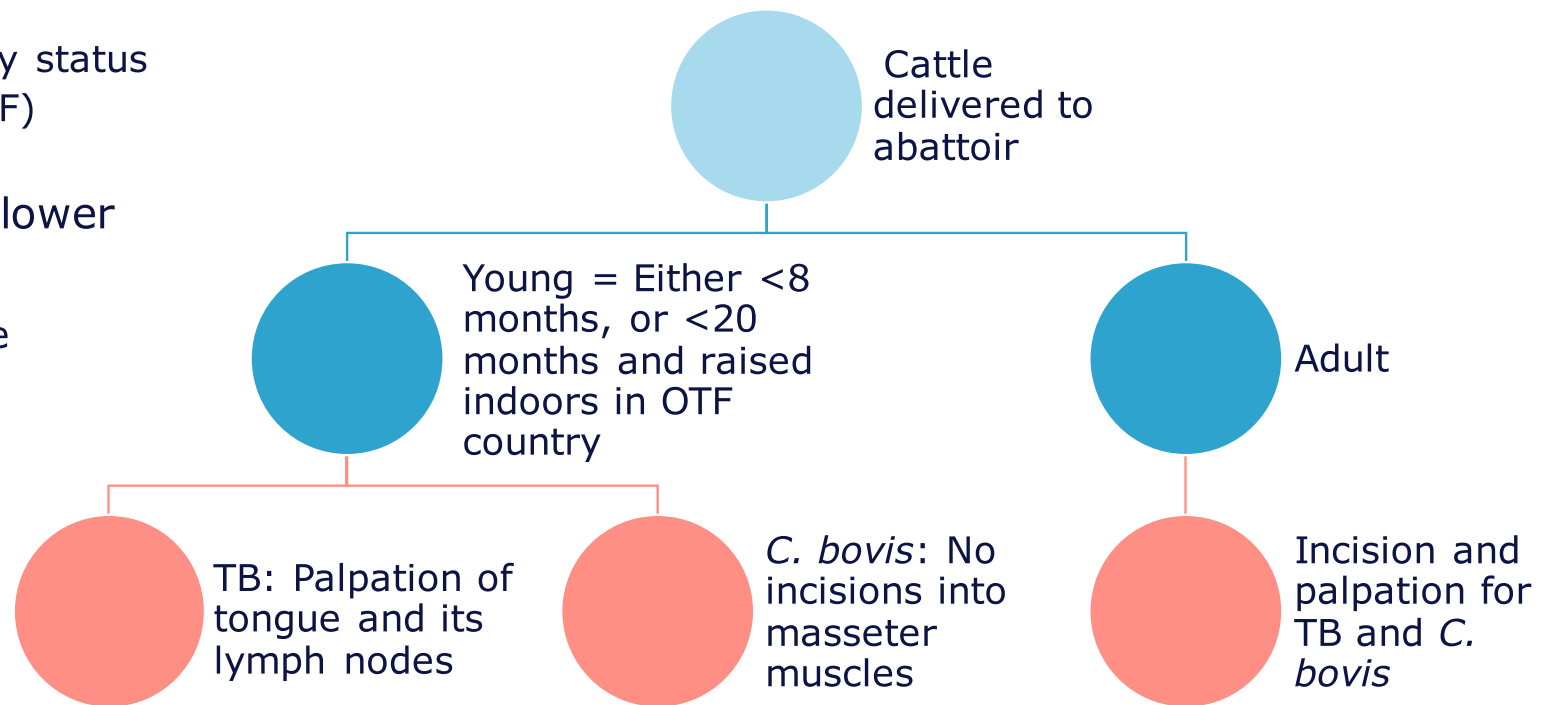 y status
F)
lower
e
Cattle
delivered to
abattoir
Young = Either <8
months, or <20
months and raised
indoors in OTF
country
Adult
TB: Palpation of
tongue and its
lymph nodes
C. bovis: No
incisions into
masseter
muscles
Incision and
palpation for
TB and C.
bovis